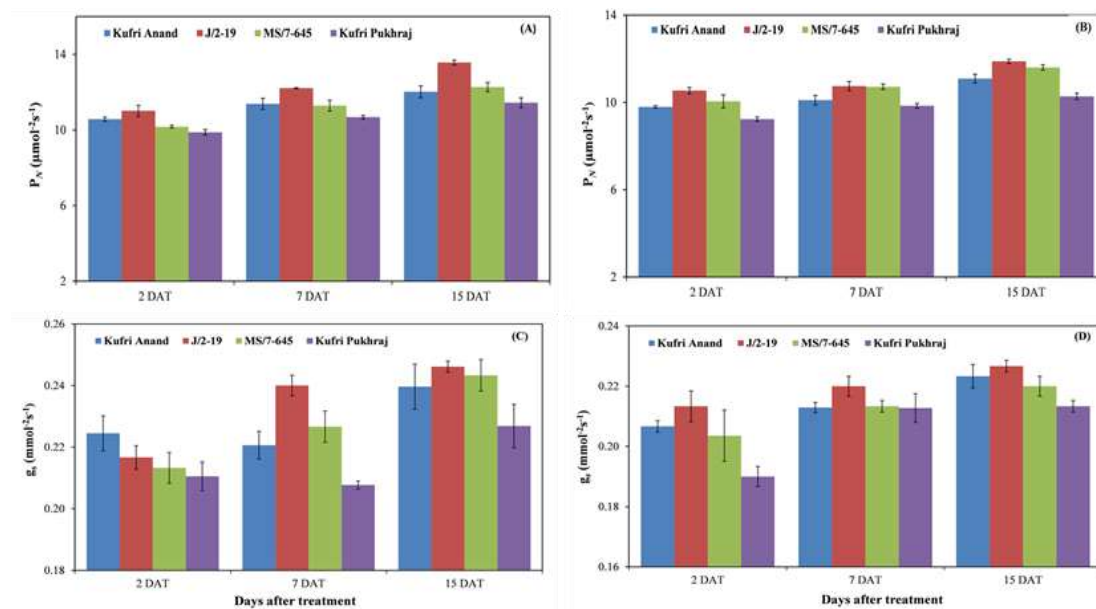 Kufri Anand J/2-19 MS/7-645 Kufri Pukhraj (A)
14
10
6
2
P_N (μmol⁻²s⁻¹)
2 DAT 7 DAT 15 DAT
Kufri Anand J/2-19 MS/7-645 Kufri Pukhraj (B)
14
10
6
2
P_N (μmol⁻²s⁻¹)
2 DAT 7 DAT 15 DAT
Kufri Anand J/2-19 MS/7-645 Kufri Pukhraj (C)
0.26
0.24
0.22
0.20
0.18
g_s (mmol⁻²s⁻¹)
2 DAT 7 DAT 15 DAT
Days after treatment
Kufri Anand J/2-19 MS/7-645 Kufri Pukhraj (D)
0.24
0.22
0.20
0.18
0.16
g_s (mmol⁻²s⁻¹)
2 DAT 7 DAT 15 DAT
Days after treatment